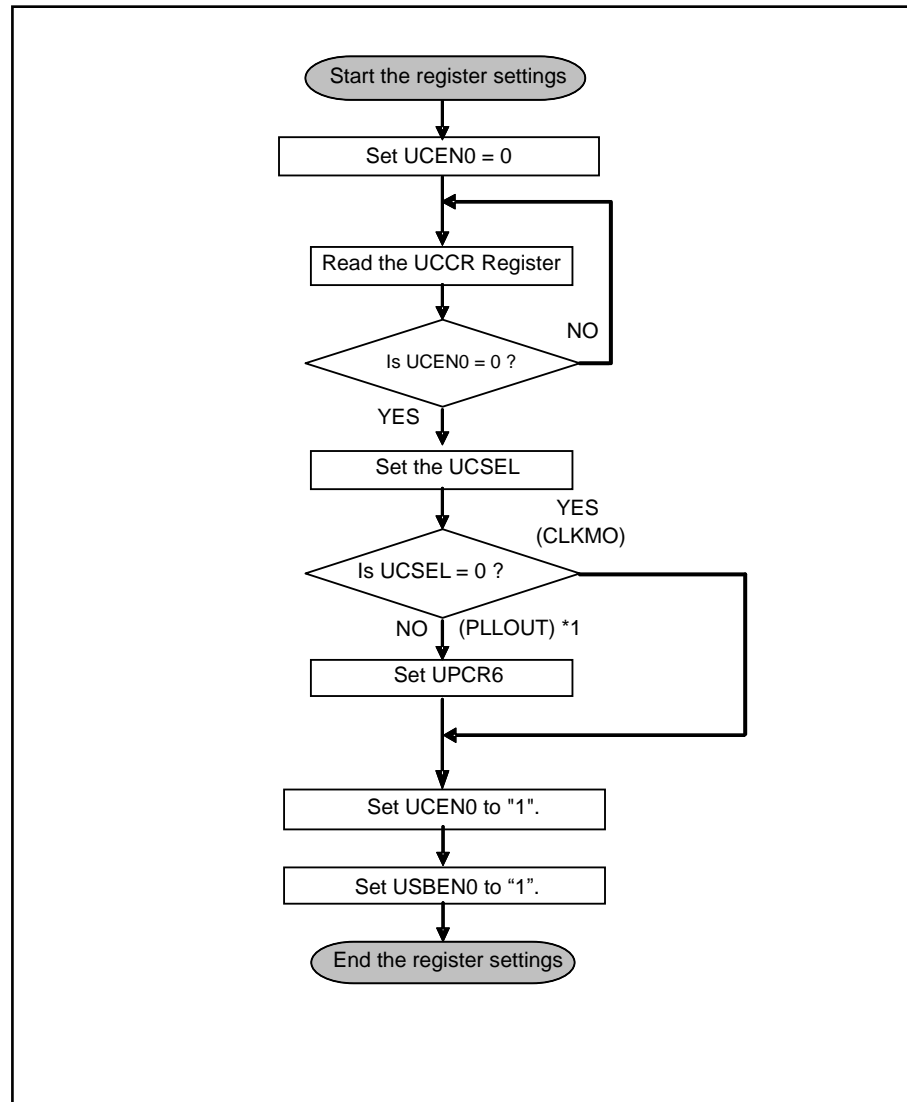 Start the register settings
Set UCEN0 = 0
Read the UCCR Register
NO
Is UCEN0 = 0 ?
YES
Set the UCSEL
YES
(CLKMO)
Is UCSEL = 0 ?
NO (PLLOUT) *1
Set UPCR6
Set UCEN0 to "1".
Set USBEN0 to “1”.
End the register settings